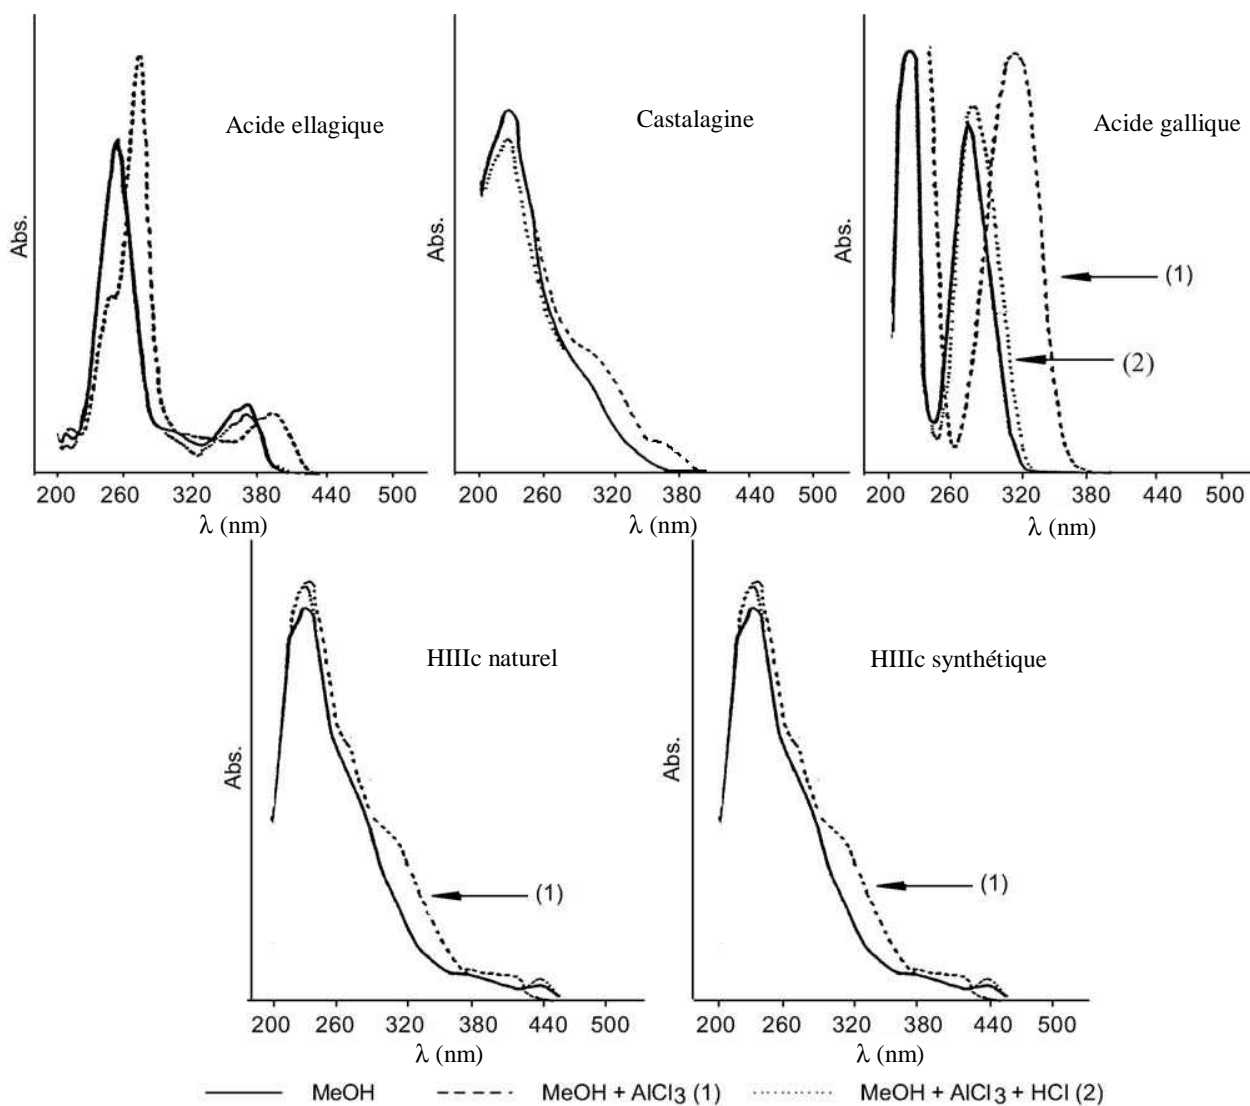 Acide ellagique
Abs.
200 260 320 380 440 500
λ (nm)
Castalagine
Abs.
200 260 320 380 440 500
Acide gallique
Abs.
(1)
(2)
200 260 320 380 440 500
λ (nm)
HIIIc naturel
Abs.
(1)
200 260 320 380 440 500
λ (nm)
HIIIc synthétique
Abs.
(1)
200 260 320 380 440 500
λ (nm)
MeOH
MeOH + AlCl3 (1)
MeOH + AlCl3 + HCl (2)